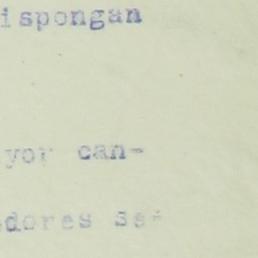 ispongan
yor can-
dores se